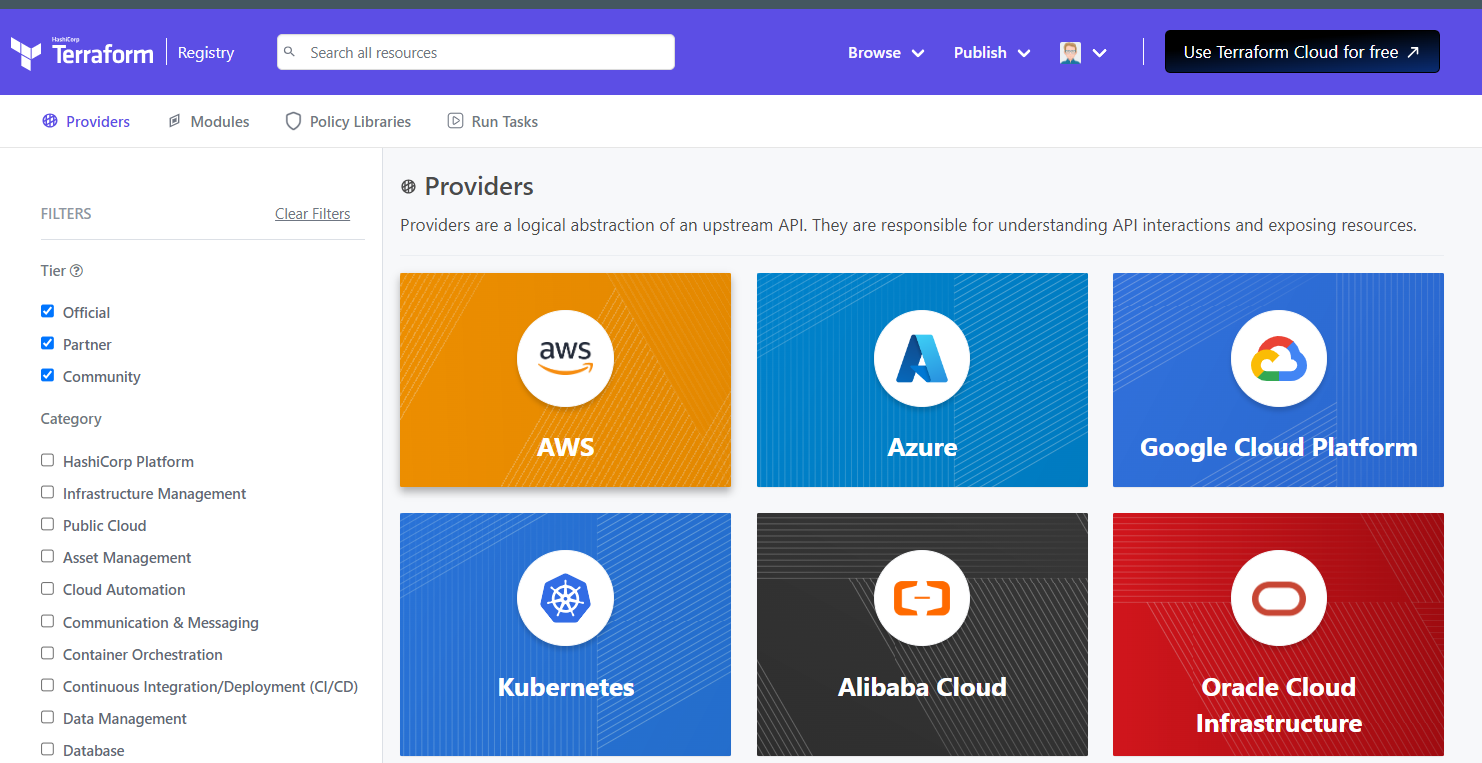 HashiCorp
Terraform
Registry
Search all resources
Browse
Publish
Use Terraform Cloud for free
Providers
Modules
Policy Libraries
Run Tasks
FILTERS
Clear Filters
Tier
Official
Partner
Community
Category
HashiCorp Platform
Infrastructure Management
Public Cloud
Asset Management
Cloud Automation
Communication & Messaging
Container Orchestration
Continuous Integration/Deployment (CI/CD)
Data Management
Database
Providers
Providers are a logical abstraction of an upstream API. They are responsible for understanding API interactions and exposing resources.
aws
AWS
Azure
Google Cloud Platform
Kubernetes
Alibaba Cloud
Oracle Cloud
Infrastructure